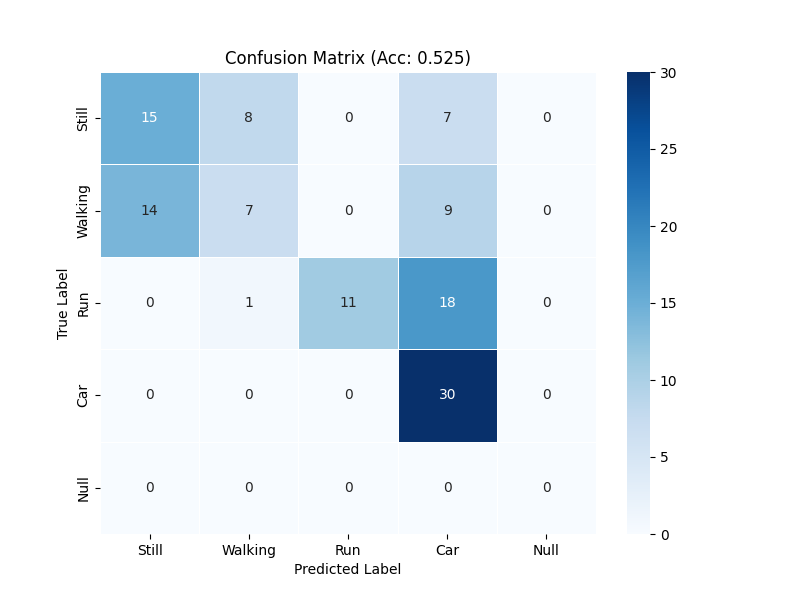 Confusion Matrix (Acc: 0.525)
Still 15 8 0 7 0
Walking 14 7 0 9 0
Run 0 1 11 18 0
Car 0 0 0 30 0
Null 0 0 0 0 0
Still Walking Run Car Null
Predicted Label
True Label
30
25
20
15
10
5
0